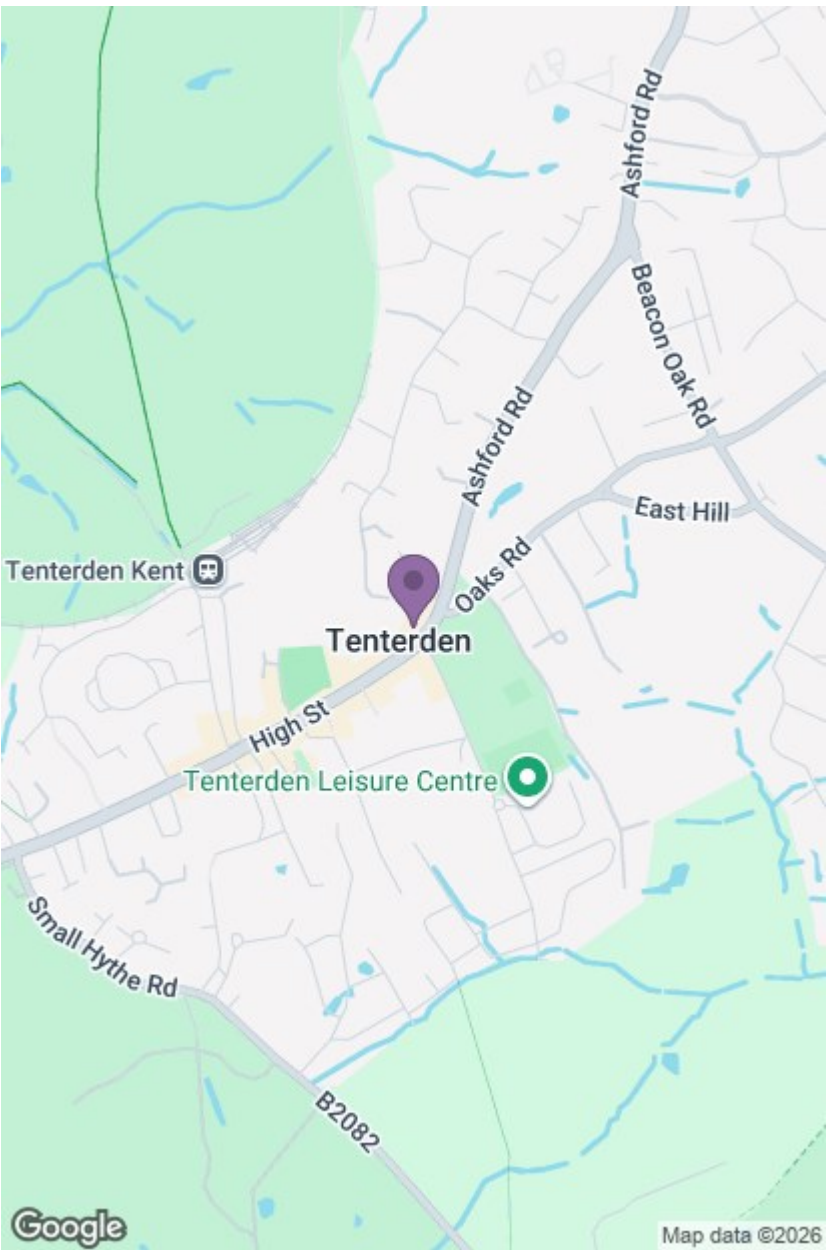 Ashford Rd
Beacon Oak Rd
Ashford Rd
East Hill
Oaks Rd
Tenterden Kent
Tenterden
High St
Tenterden Leisure Centre
Small Hythe Rd
B2082
Google
Map data ©2026